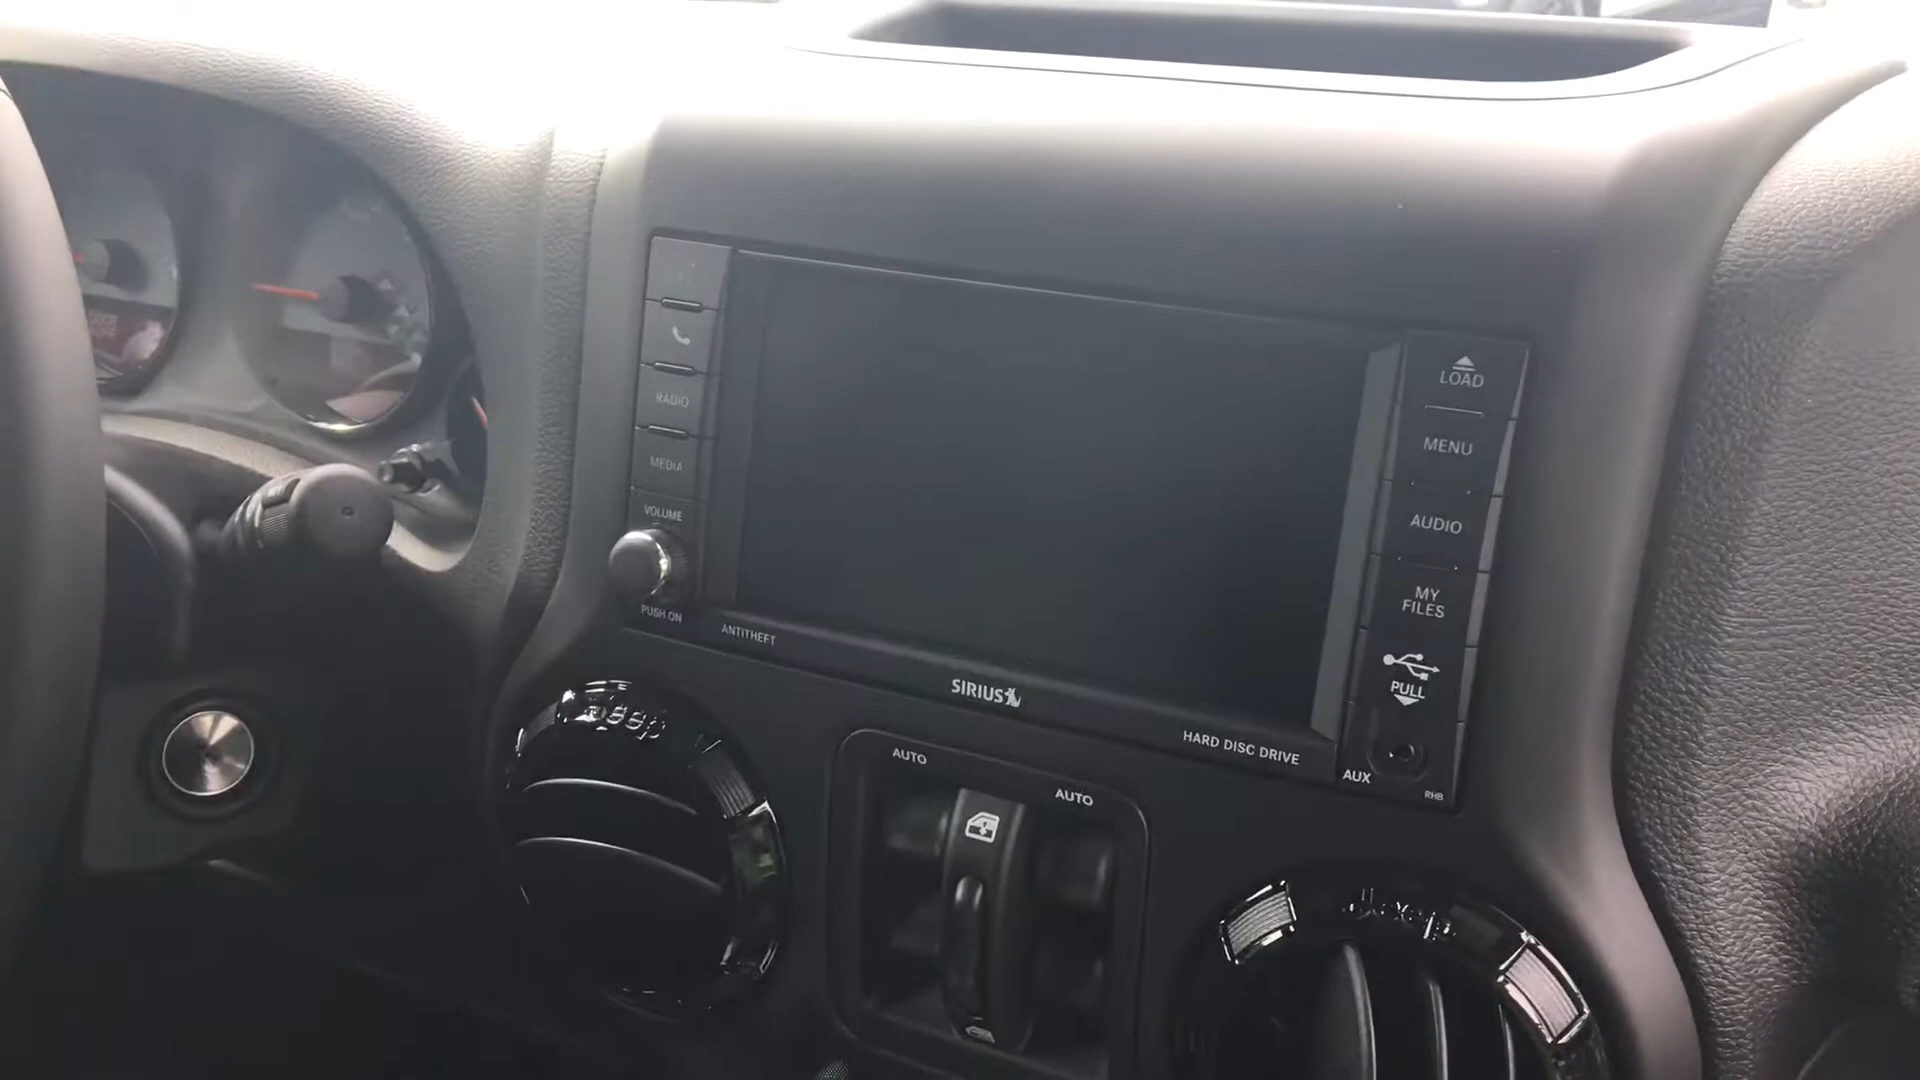 RADIO
MEDIA
VOLUME
PUSH ON
ANTITHEFT
SIRIUS
HARD DISC DRIVE
LOAD
MENU
AUDIO
MY
FILES
PULL
AUX
RHB
Jeep
AUTO
AUTO
Jeep